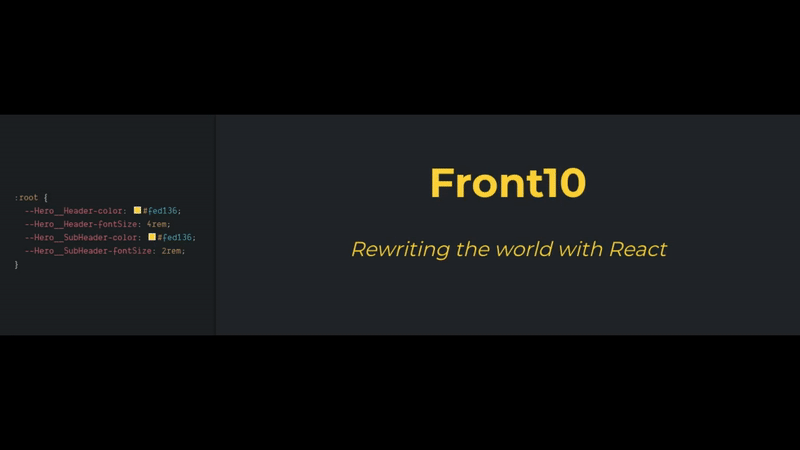 :root {
--Hero__Header-color: #fed136;
--Hero__Header-fontSize: 4rem;
--Hero__SubHeader-color: #fed136;
--Hero__SubHeader-fontSize: 2rem;
}
Front10
Rewriting the world with React